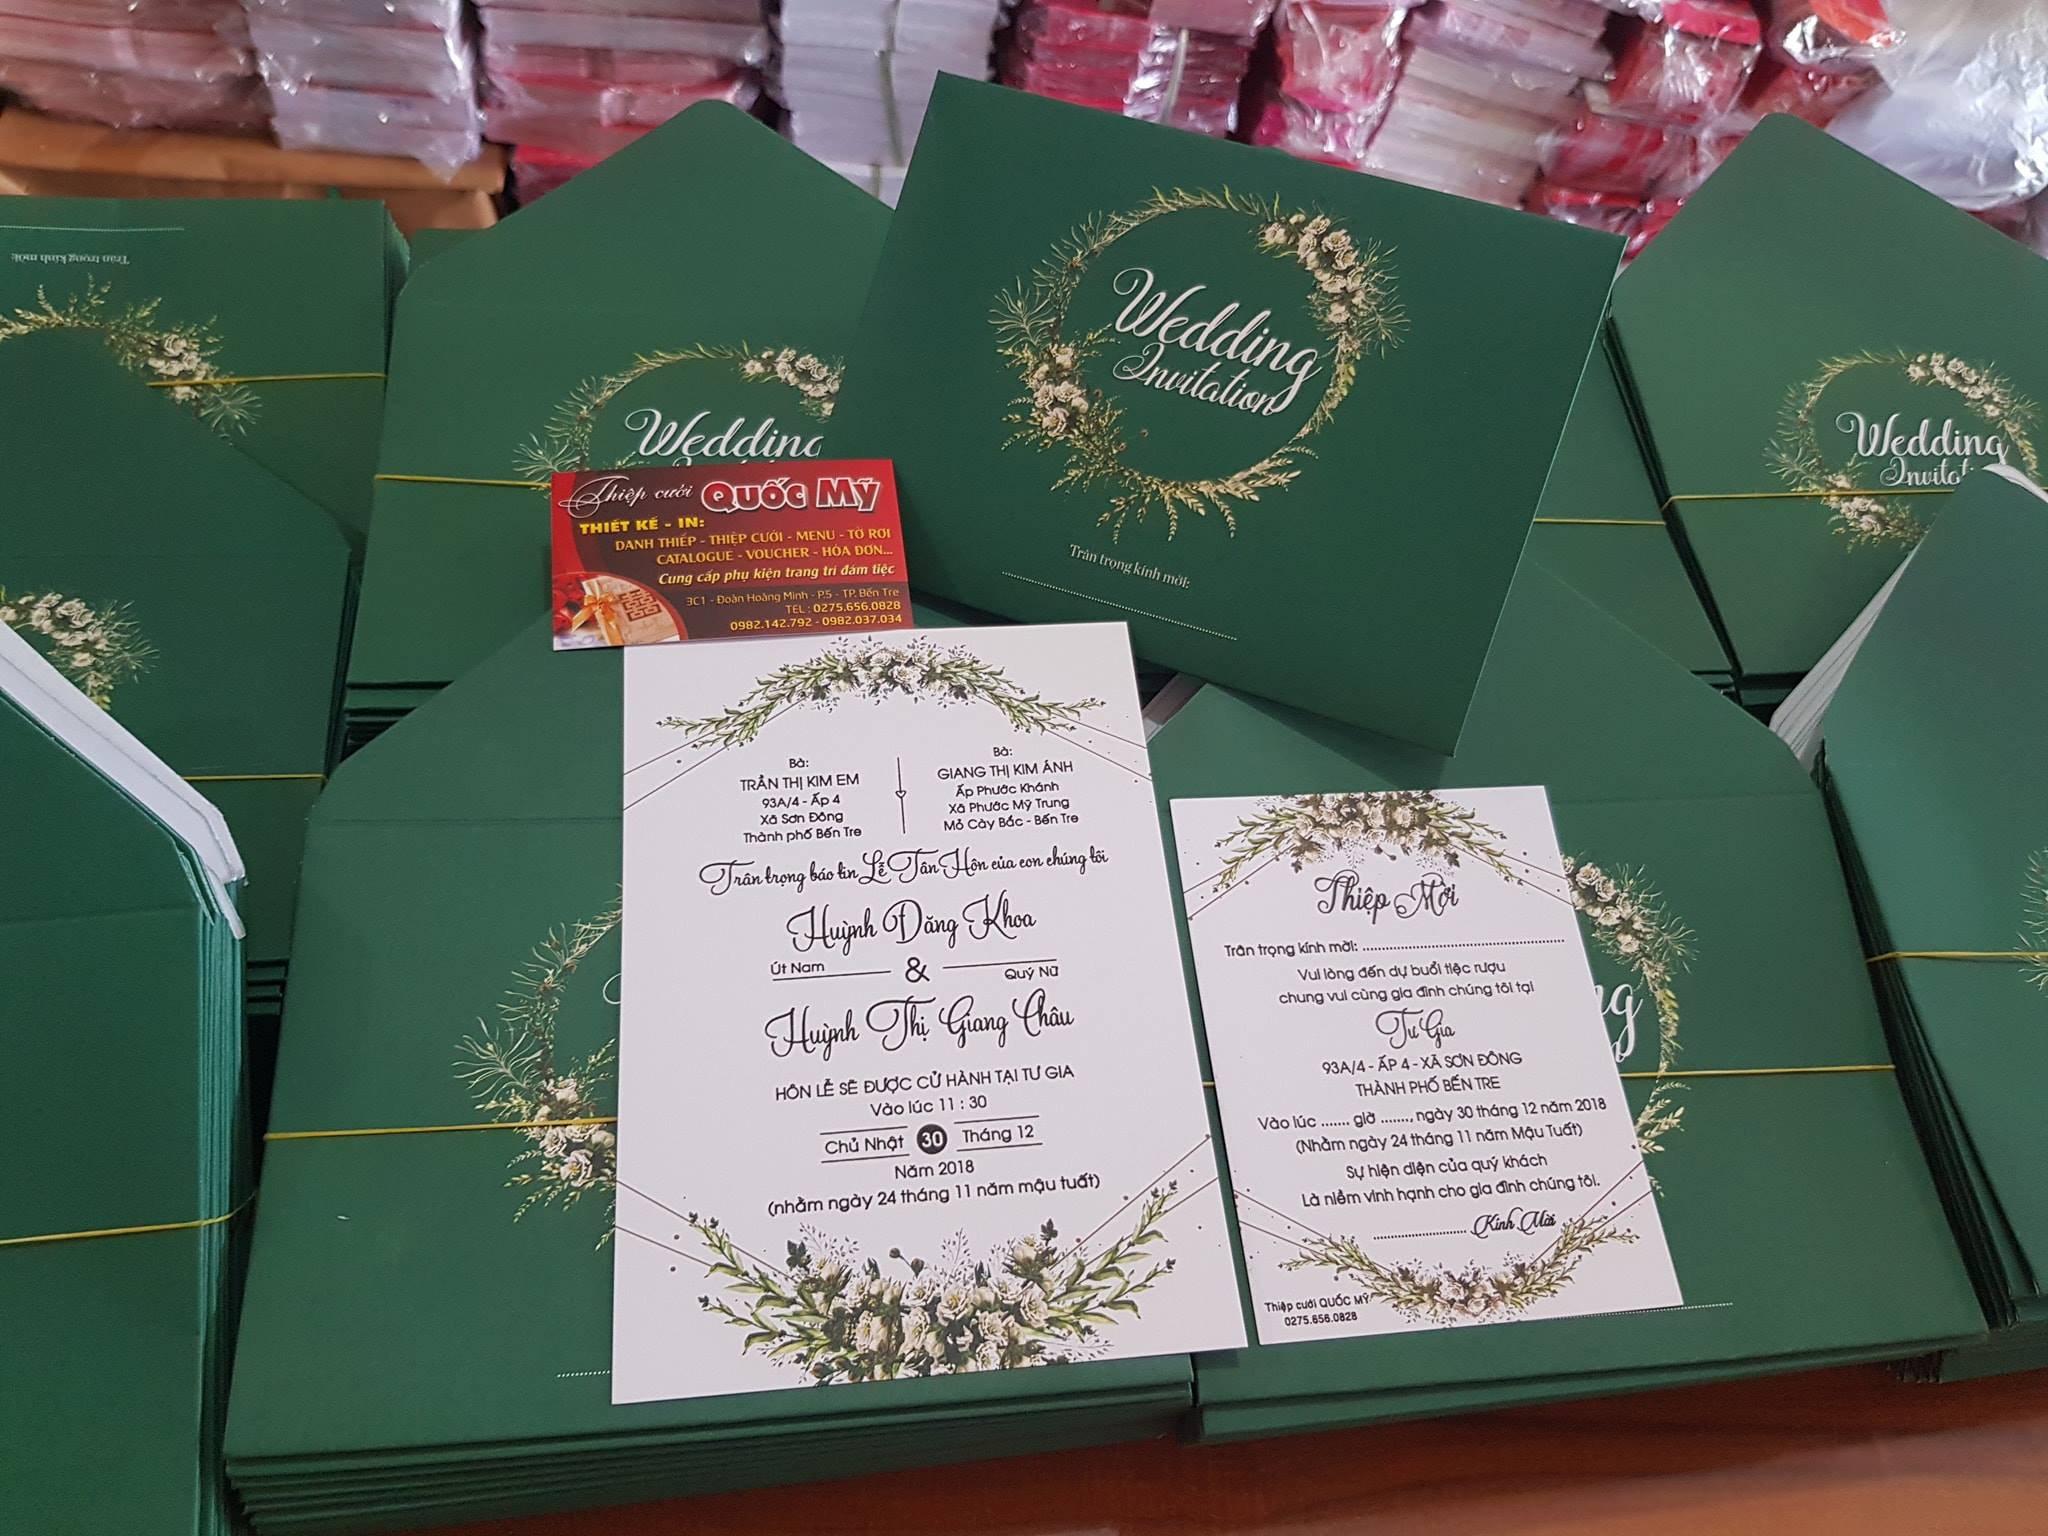 Trân trọng kính mời:
Wedding
Wedding
Invitation
Trân trọng kính mời:
Wedding
Thiệp cưới Quốc Mỹ
THIẾT KẾ - IN:
DANH THIẾP - THIỆP CƯỚI - MENU - TỜ RƠI
CATALOGUE - VOUCHER - HÓA ĐƠN...
Cung cấp phụ kiện trang trí đám tiệc
3C1 - Đoàn Hoàng Minh - P.5 - TP. Bến Tre
TEL : 0275.656.0828
0982.142.792 - 0982.037.034
Bà:
TRẦN THỊ KIM EM
93A/4 - Ấp 4
Xã Sơn Đông
Thành phố Bến Tre
Bà:
GIANG THỊ KIM ÁNH
Ấp Phước Khánh
Xã Phước Mỹ Trung
Mỏ Cày Bắc - Bến Tre
Trân trọng báo tin Lễ Tân Hôn của con chúng tôi
Huỳnh Đăng Khoa
Út Nam & Quý Nữ
Huỳnh Thị Giang Châu
HÔN LỄ SẼ ĐƯỢC CỬ HÀNH TẠI TƯ GIA
Vào lúc 11 : 30
Chủ Nhật 30 Tháng 12
Năm 2018
(nhằm ngày 24 tháng 11 năm mậu tuất)
Thiệp Mời
Trân trọng kính mời: ................................................
Vui lòng đến dự buổi tiệc rượu
chung vui cùng gia đình chúng tôi tại
Tư Gia
93A/4 - ẤP 4 - XÃ SƠN ĐÔNG
THÀNH PHỐ BẾN TRE
Vào lúc ....... giờ ......., ngày 30 tháng 12 năm 2018
(Nhằm ngày 24 tháng 11 năm Mậu Tuất)
Sự hiện diện của quý khách
Là niềm vinh hạnh cho gia đình chúng tôi.
...................... Kính Mời
Thiệp cưới QUỐC MỸ
0275.656.0828